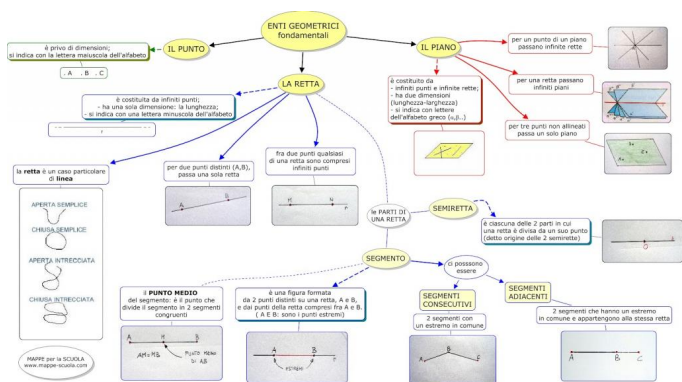 ENTI GEOMETRICI
fondamentali
IL PUNTO
è privo di dimensioni;
si indica con la lettera maiuscola dell'alfabeto
. A . B . C
IL PIANO
per un punto di un piano
passano infinite rette
per una retta passano
infiniti piani
per tre punti non allineati
passa un solo piano
è costituito da
- infiniti punti e infinite rette;
- ha due dimensioni
(lunghezza-larghezza)
- si indica con lettere
dell'alfabeto greco (α,β..)
LA RETTA
è costituita da infiniti punti;
- ha una sola dimensione: la lunghezza;
- si indica con una lettera minuscola dell'alfabeto
r
per due punti distinti (A,B),
passa una sola retta
A B
fra due punti qualsiasi
di una retta sono compresi
infiniti punti
M N r
la retta è un caso particolare
di linea
APERTA SEMPLICE
CHIUSA SEMPLICE
APERTA INTRECCIATA
CHIUSA INTRECCIATA
le PARTI DI
UNA RETTA
SEMIRETTA
è ciascuna delle 2 parti in cui
una retta è divisa da un suo punto
(detto origine delle 2 semirette)
O
SEGMENTO
il PUNTO MEDIO
del segmento: è il punto che
divide il segmento in 2 segmenti
congruenti
A M B
AM=MB
PUNTO MEDIO
DI AB
è una figura formata
da 2 punti distinti su una retta, A e B,
e dai punti della retta compresi fra A e B.
( A E B: sono i punti estremi)
A B r
ESTREMI
ci posssono
essere
SEGMENTI
CONSECUTIVI
2 segmenti con
un estremo in comune
A B
SEGMENTI
ADIACENTI
2 segmenti che hanno un estremo
in comune e appartengono alla stessa retta
A B C
MAPPE per la SCUOLA
www.mappe-scuola.com